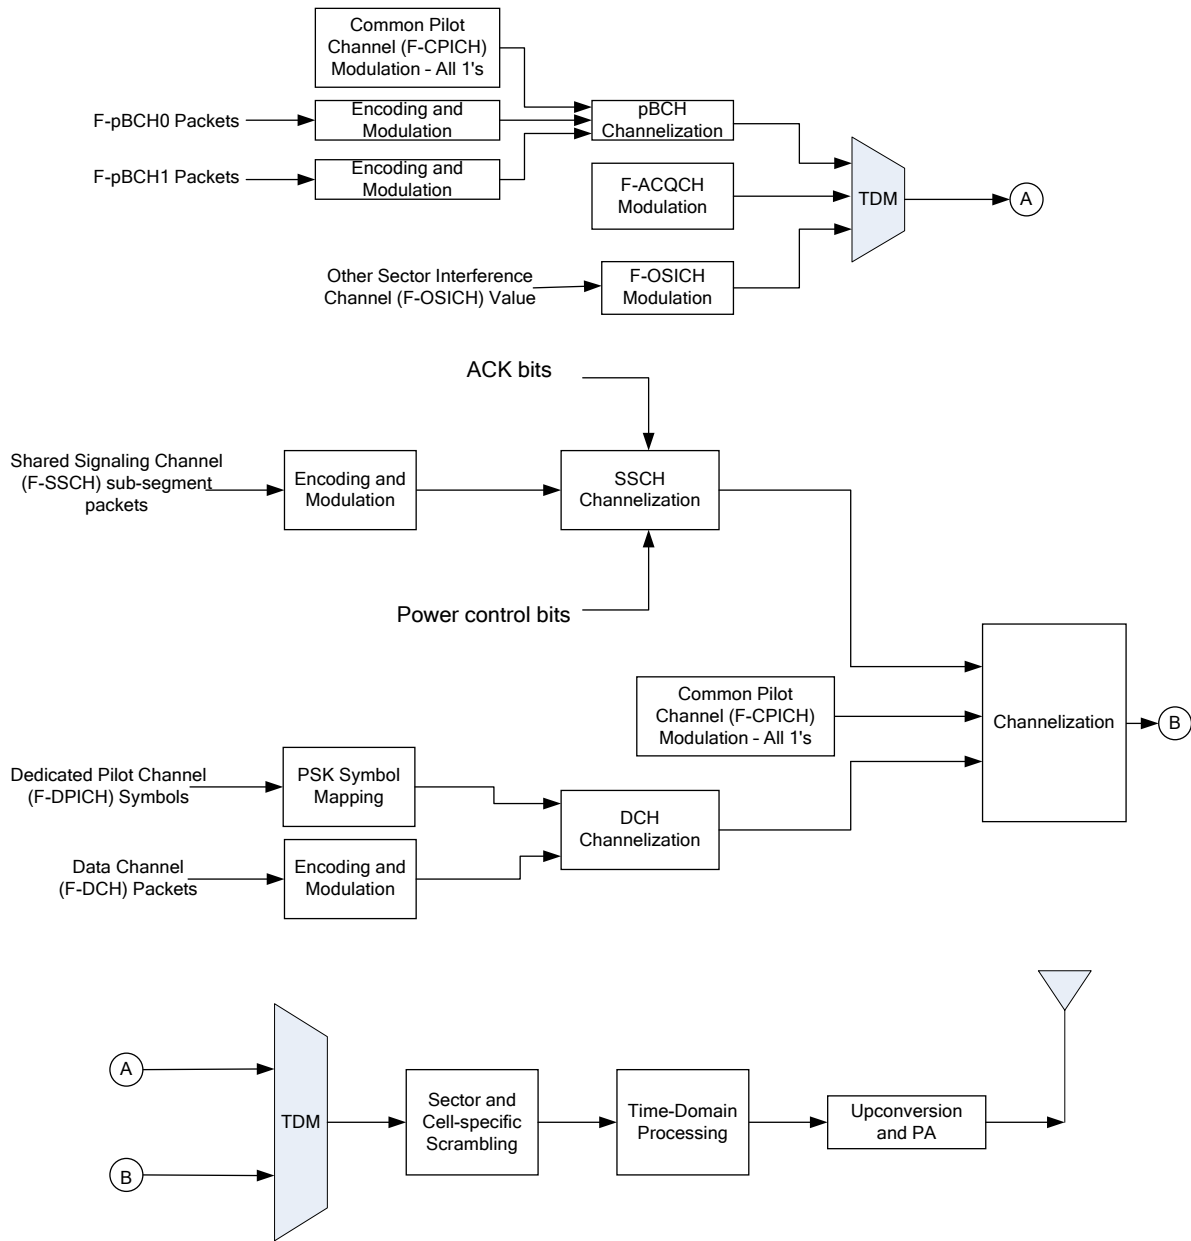 Common Pilot
Channel (F-CPICH)
Modulation - All 1's
F-pBCH0 Packets
Encoding and
Modulation
pBCH
Channelization
F-pBCH1 Packets
Encoding and
Modulation
F-ACQCH
Modulation
TDM
A
Other Sector Interference
Channel (F-OSICH) Value
F-OSICH
Modulation
ACK bits
Shared Signaling Channel
(F-SSCH) sub-segment
packets
Encoding and
Modulation
SSCH
Channelization
Power control bits
Common Pilot
Channel (F-CPICH)
Modulation - All 1's
Channelization
B
Dedicated Pilot Channel
(F-DPICH) Symbols
PSK Symbol
Mapping
DCH
Channelization
Data Channel
(F-DCH) Packets
Encoding and
Modulation
A
B
TDM
Sector and
Cell-specific
Scrambling
Time-Domain
Processing
Upconversion
and PA